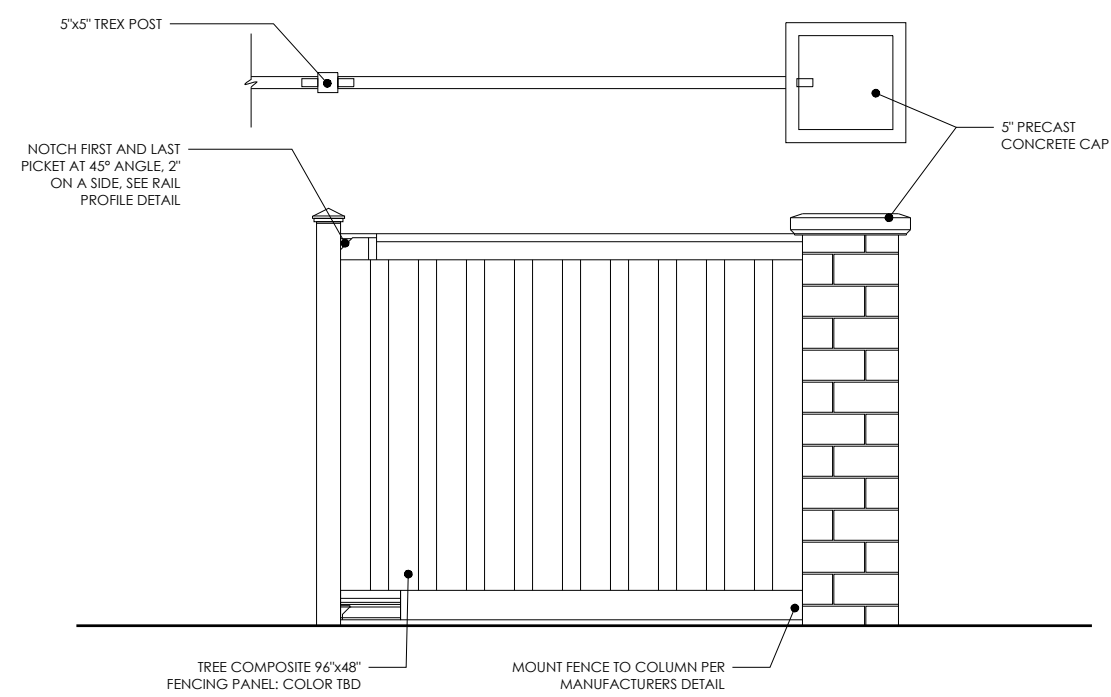 5"x5" TREX POST
NOTCH FIRST AND LAST
PICKET AT 45° ANGLE, 2"
ON A SIDE, SEE RAIL
PROFILE DETAIL
5" PRECAST
CONCRETE CAP
TREE COMPOSITE 96"x48"
FENCING PANEL: COLOR TBD
MOUNT FENCE TO COLUMN PER
MANUFACTURERS DETAIL